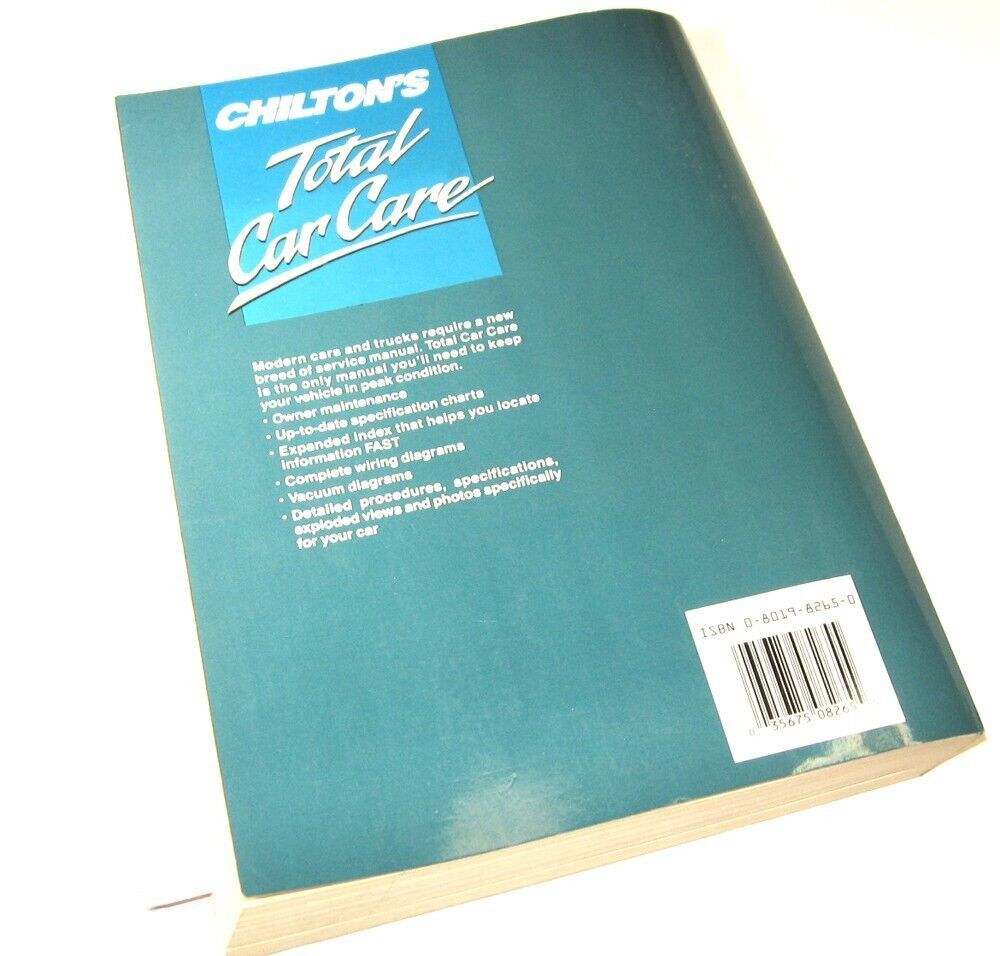 CHILTON'S
Total
Car Care
Modern cars and trucks require a new
breed of service manual. Total Car Care
is the only manual you'll need to keep
your vehicle in peak condition.
• Owner maintenance
• Up-to-date specification charts
• Expanded index that helps you locate
information FAST
• Complete wiring diagrams
• Vacuum diagrams
• Detailed procedures, specifications,
exploded views and photos specifically
for your car
ISBN 0-8019-8265-0
0 35675 08265